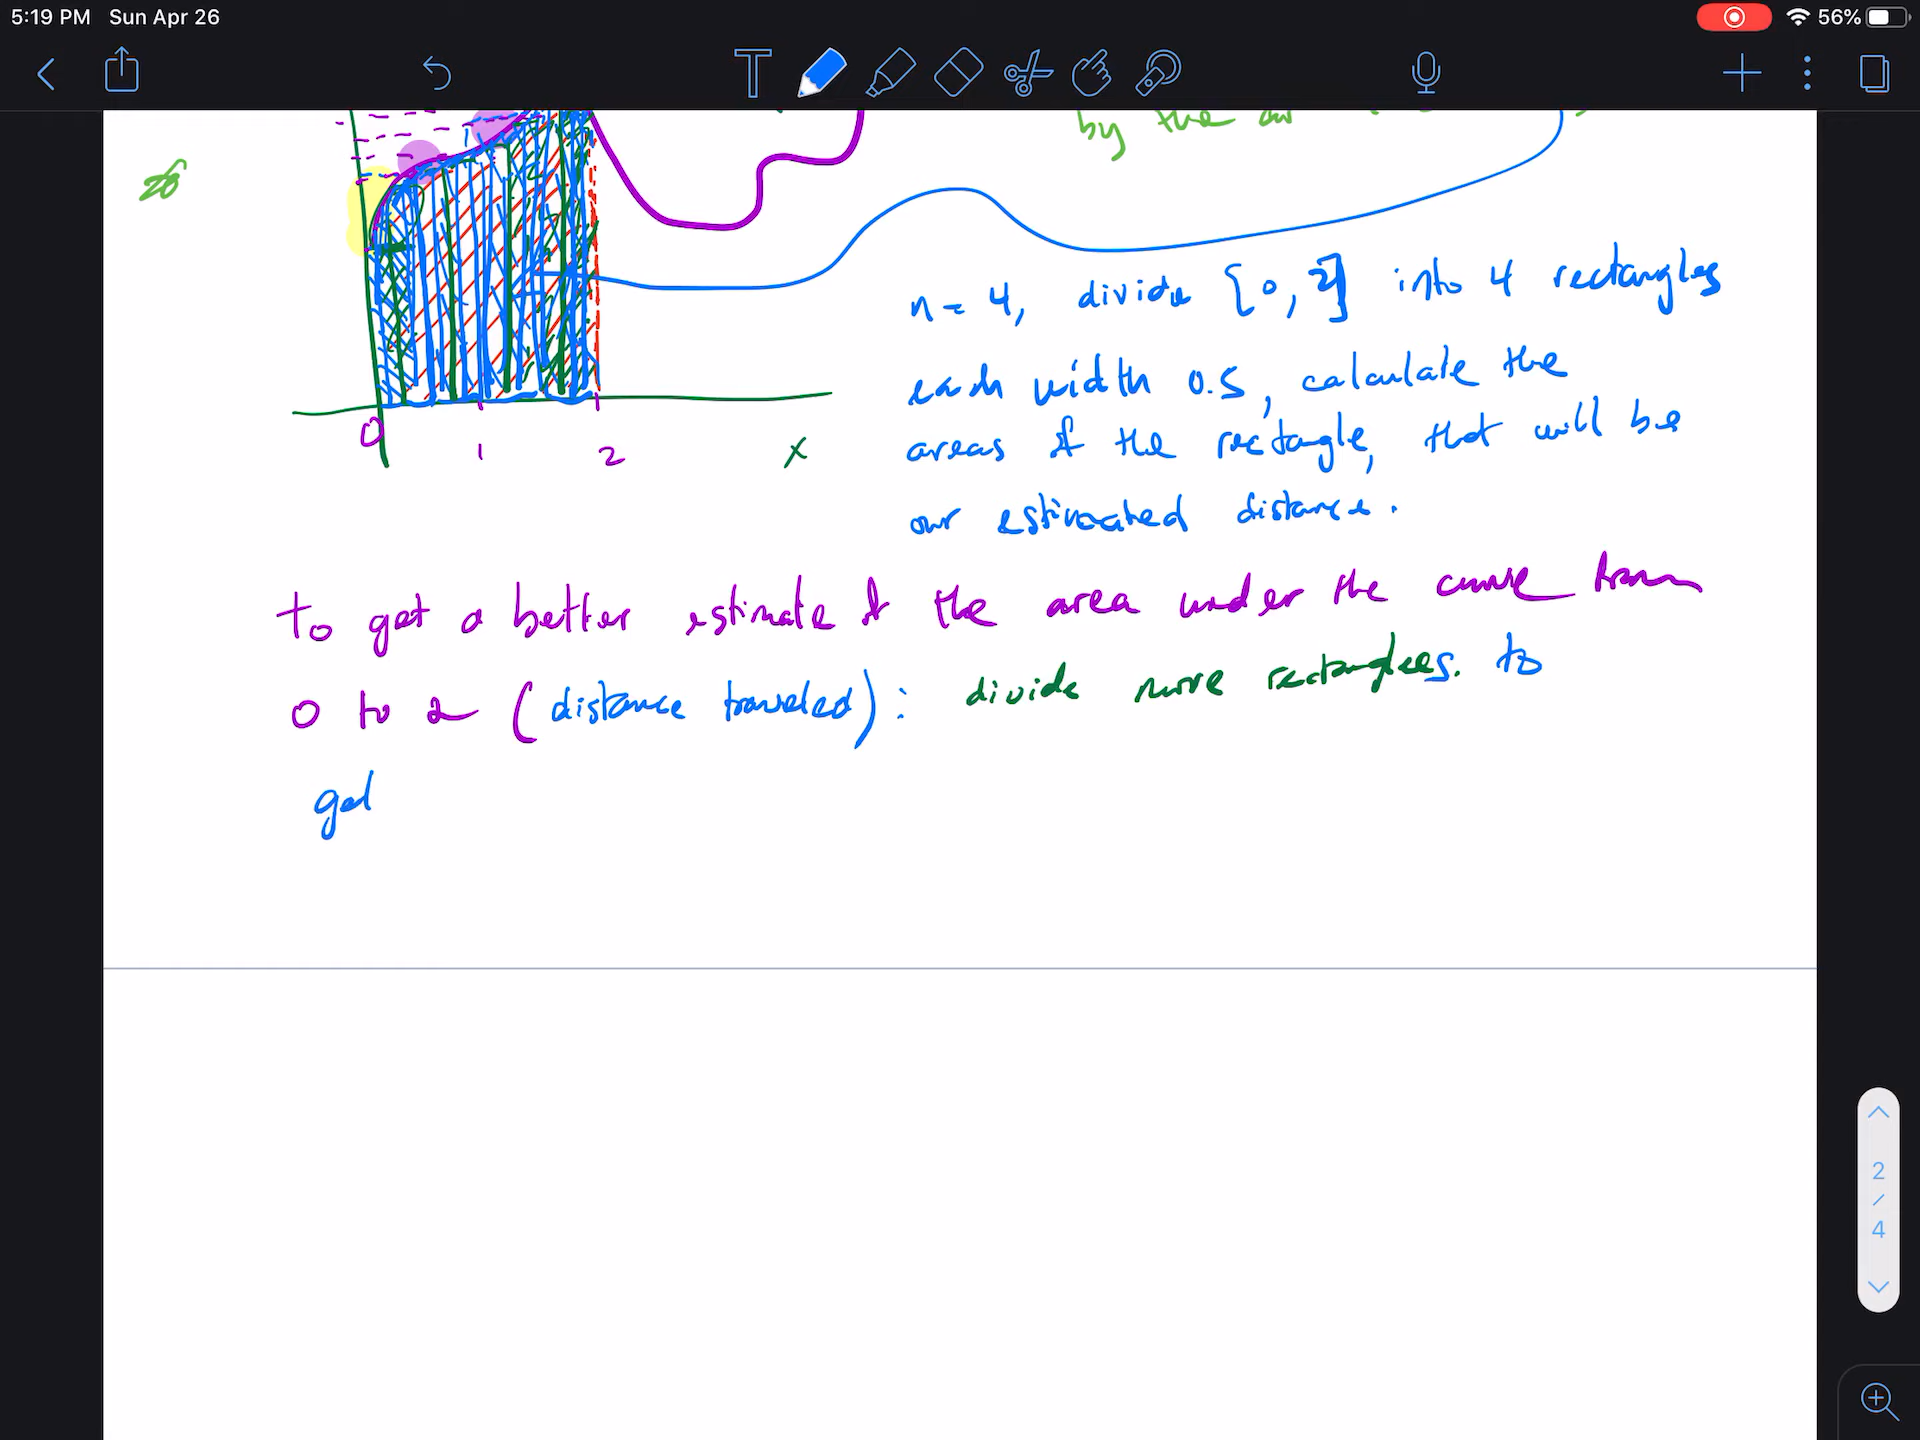 5:19 PM Sun Apr 26
56%
T
by the
n = 4, divide [0, 2] into 4 rectangles
each width 0.5, calculate the
areas of the rectangle, that will be
our estimated distance.
0 1 2 x
to get a better estimate of the area under the curve from
0 to 2 (distance traveled): divide more rectanglees. to
get
2
/
4